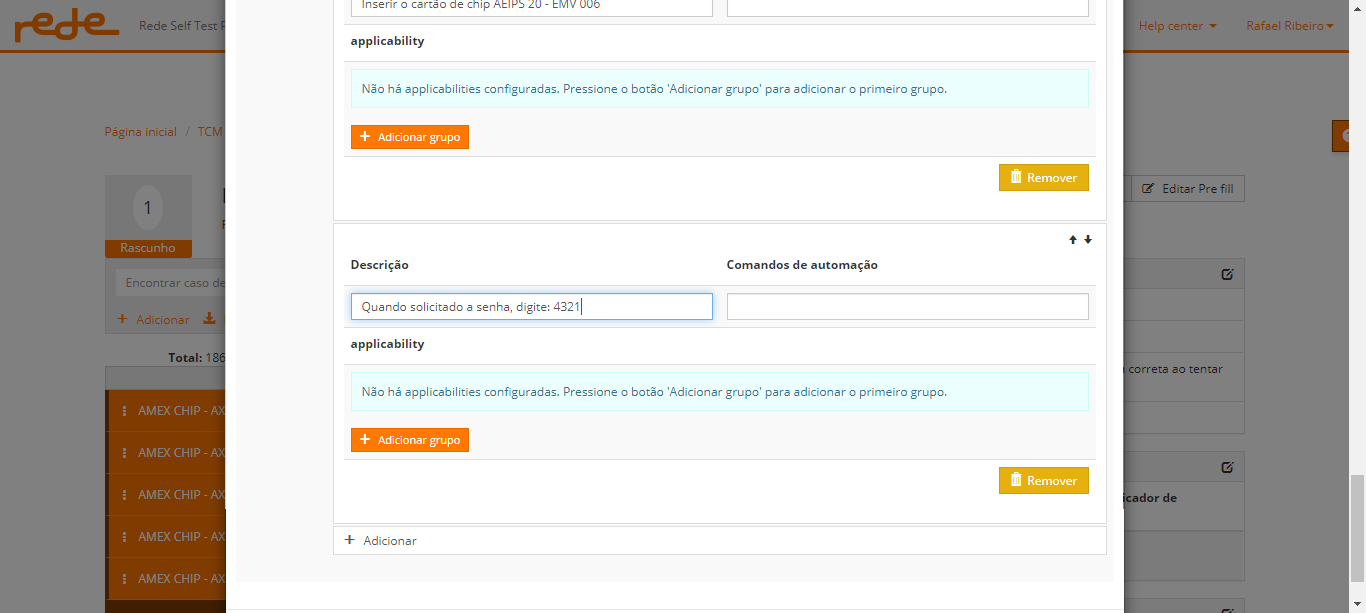 Inserir o cartão de chip AEIPS 20 - EMV 006
rede
Rede Self Test
Help center
Rafael Ribeiro
applicability
Não há applicabilities configuradas. Pressione o botão 'Adicionar grupo' para adicionar o primeiro grupo.
Página inicial / TCM
+ Adicionar grupo
Remover
1
Editar Pre fill
Rascunho
Descrição
Comandos de automação
Encontrar caso de
Quando solicitado a senha, digite: 4321
+ Adicionar
applicability
Total: 186
correta ao tentar
Não há applicabilities configuradas. Pressione o botão 'Adicionar grupo' para adicionar o primeiro grupo.
AMEX CHIP - AX
+ Adicionar grupo
AMEX CHIP - AX
Remover
AMEX CHIP - AX
icador de
AMEX CHIP - AX
+ Adicionar
AMEX CHIP - AX